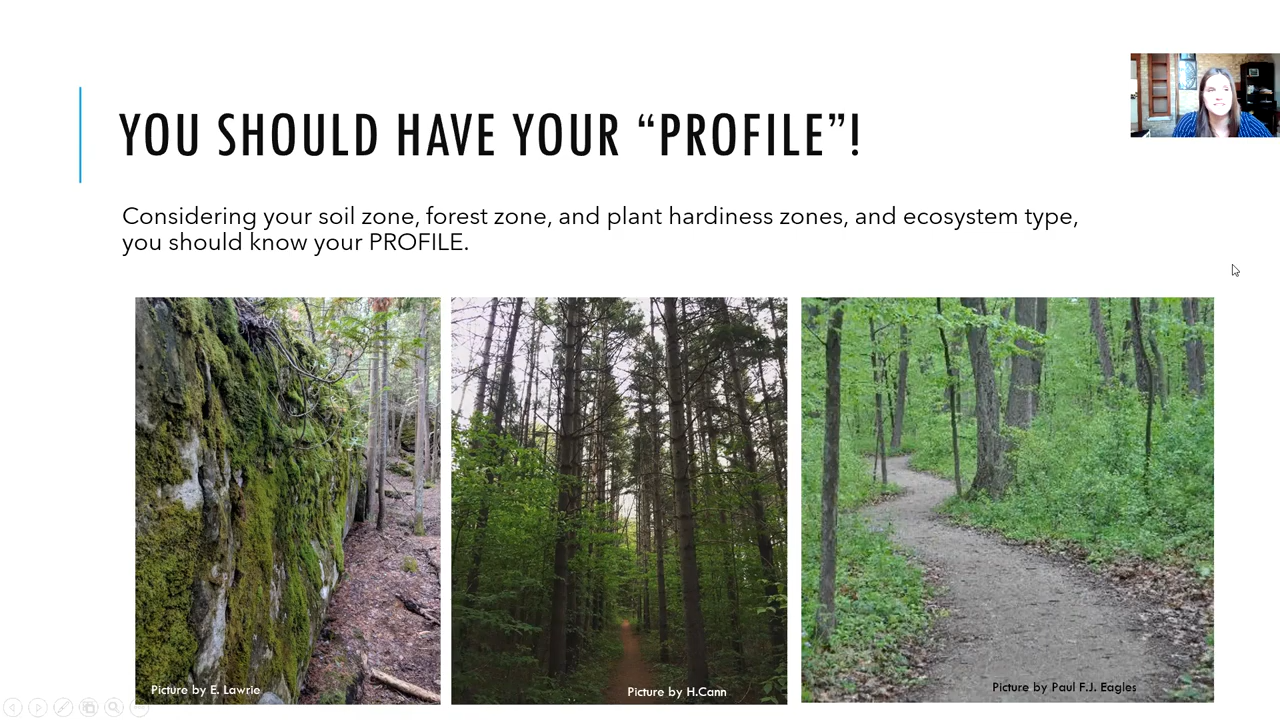 YOU SHOULD HAVE YOUR “PROFILE”!
Considering your soil zone, forest zone, and plant hardiness zones, and ecosystem type,
you should know your PROFILE.
Picture by E. Lawrie
Picture by H.Cann
Picture by Paul F.J. Eagles